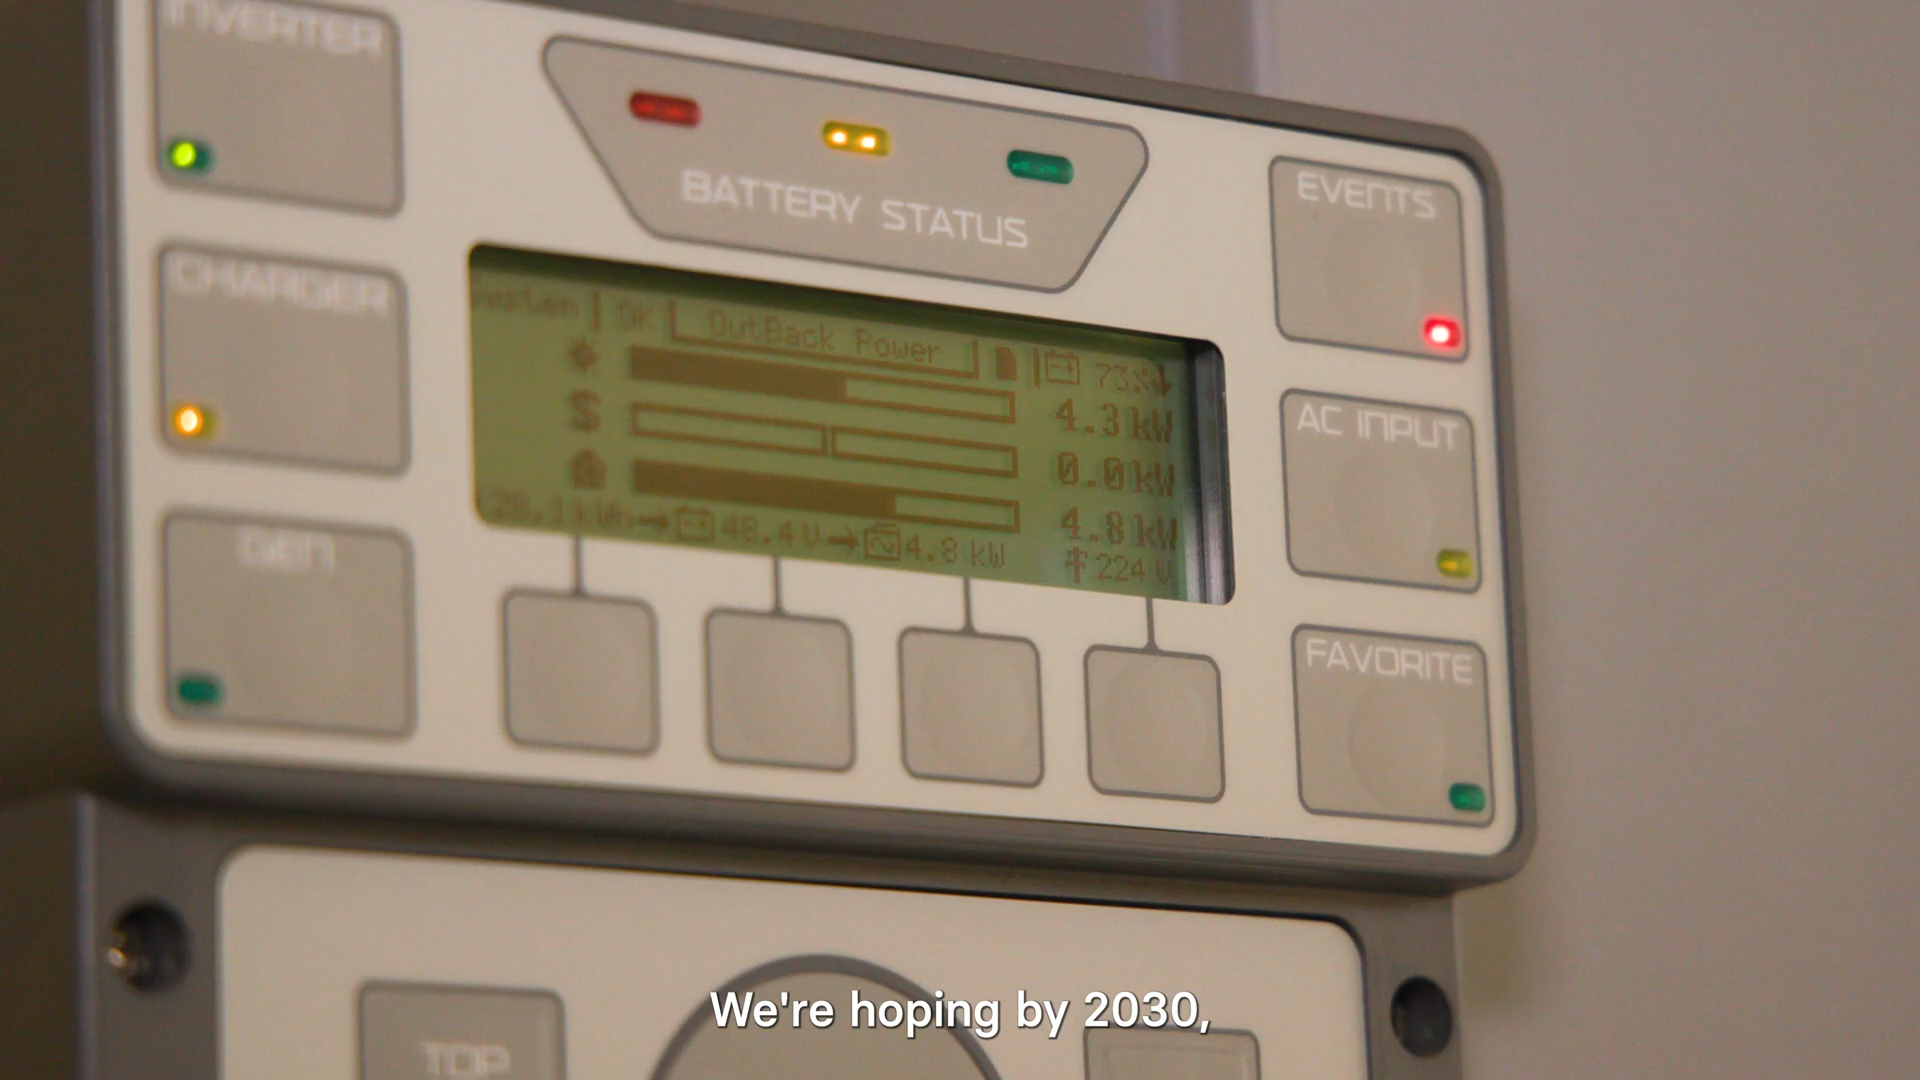 INVERTER
BATTERY STATUS
EVENTS
CHARGER
System OK OutBack Power 73%
4.3 kW
AC INPUT
$ 0.0 kW
4.8 kW
48.4 V 4.8 kW 224 V
GEN
FAVORITE
TOP
We're hoping by 2030,